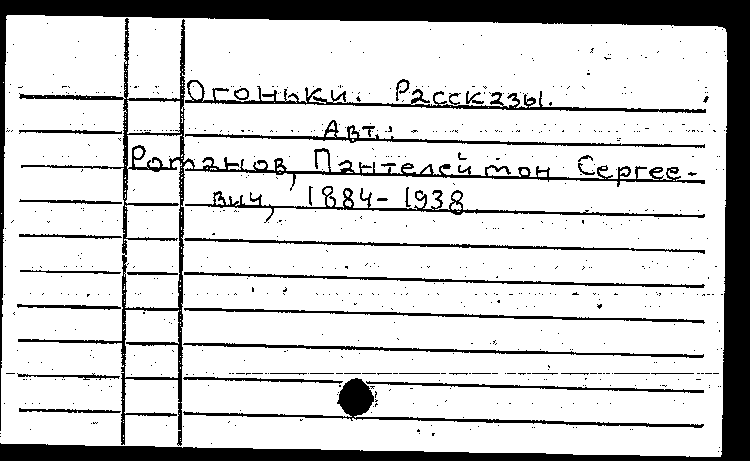 Огоньки. Рассказы.
Авт.:
Романов, Пантелеймон Сергее-
вич, 1884-1938